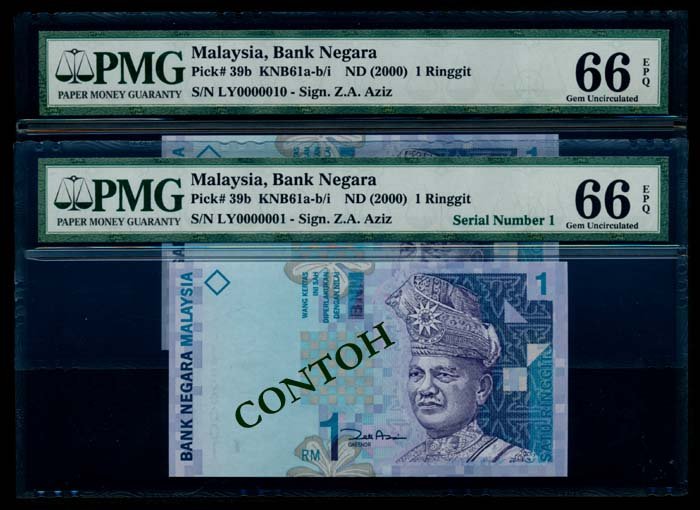 PMG
PAPER MONEY GUARANTY
Malaysia, Bank Negara
Pick# 39b KNB61a-b/i ND (2000) 1 Ringgit
S/N LY0000010 - Sign. Z.A. Aziz
66 EPQ
Gem Uncirculated
PMG
PAPER MONEY GUARANTY
Malaysia, Bank Negara
Pick# 39b KNB61a-b/i ND (2000) 1 Ringgit
S/N LY0000001 - Sign. Z.A. Aziz
Serial Number 1
66 EPQ
Gem Uncirculated
BANK NEGARA MALAYSIA
WANG KERTAS
INI SAH
DIPERLAKUKAN
DENGAN NILAI
1
CONTOH
SATU RINGGIT
RM 1
GABENOR